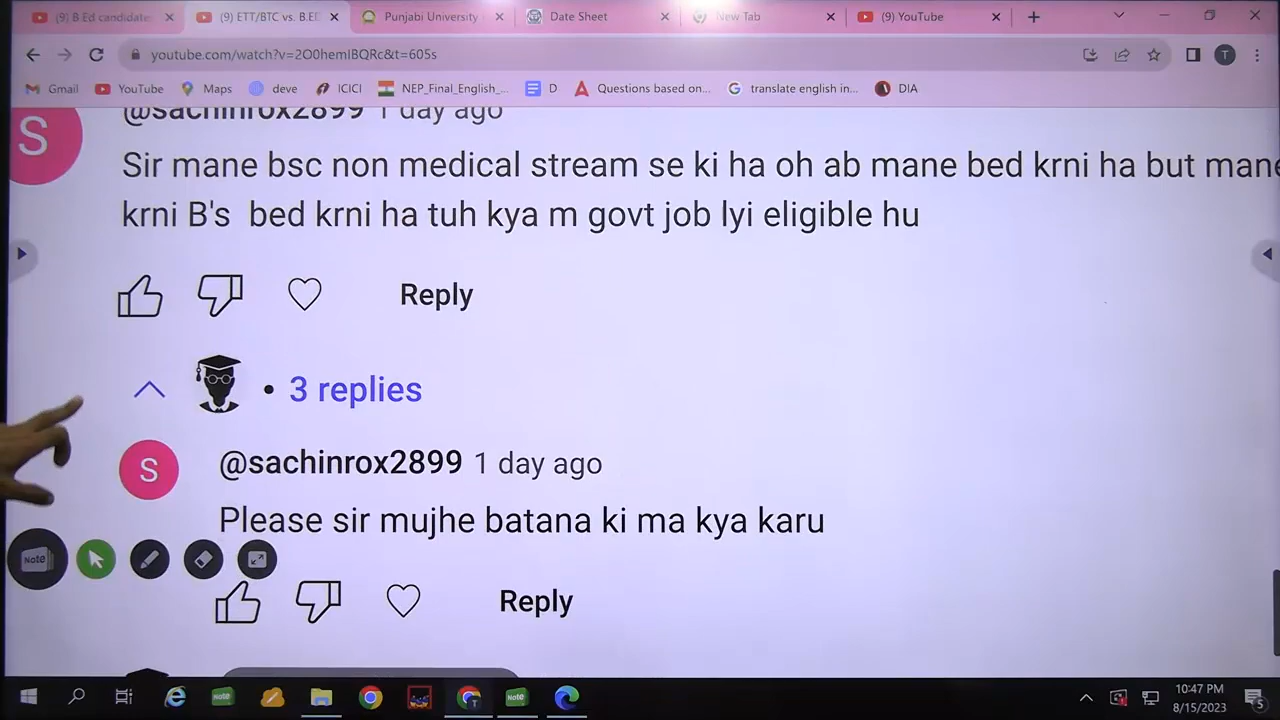 (9) B.Ed candidate
(9) ETT/BTC vs. B.ED
Punjabi University
Date Sheet
New Tab
(9) YouTube
youtube.com/watch?v=2O0hemIBQRc&t=605s
T
Gmail
YouTube
Maps
deve
ICICI
NEP_Final_English_...
D
Questions based on...
translate english in...
DIA
@sachinrox2899 1 day ago
S
Sir mane bsc non medical stream se ki ha oh ab mane bed krni ha but mane
krni B's bed krni ha tuh kya m govt job lyi eligible hu
Reply
3 replies
S
@sachinrox2899 1 day ago
Please sir mujhe batana ki ma kya karu
Note
Reply
10:47 PM
8/15/2023
5